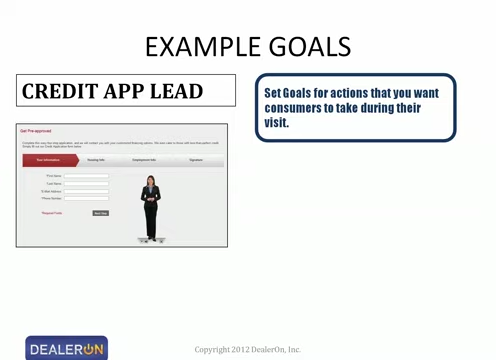 EXAMPLE GOALS
CREDIT APP LEAD
Set Goals for actions that you want
consumers to take during their
visit.
Get Pre-approved
Your Information
Housing Info
Employment Info
Signature
First Name
Last Name
E-Mail Address
*Phone Number
*Required Fields
DEALERON
Copyright 2012 DealerOn, Inc.